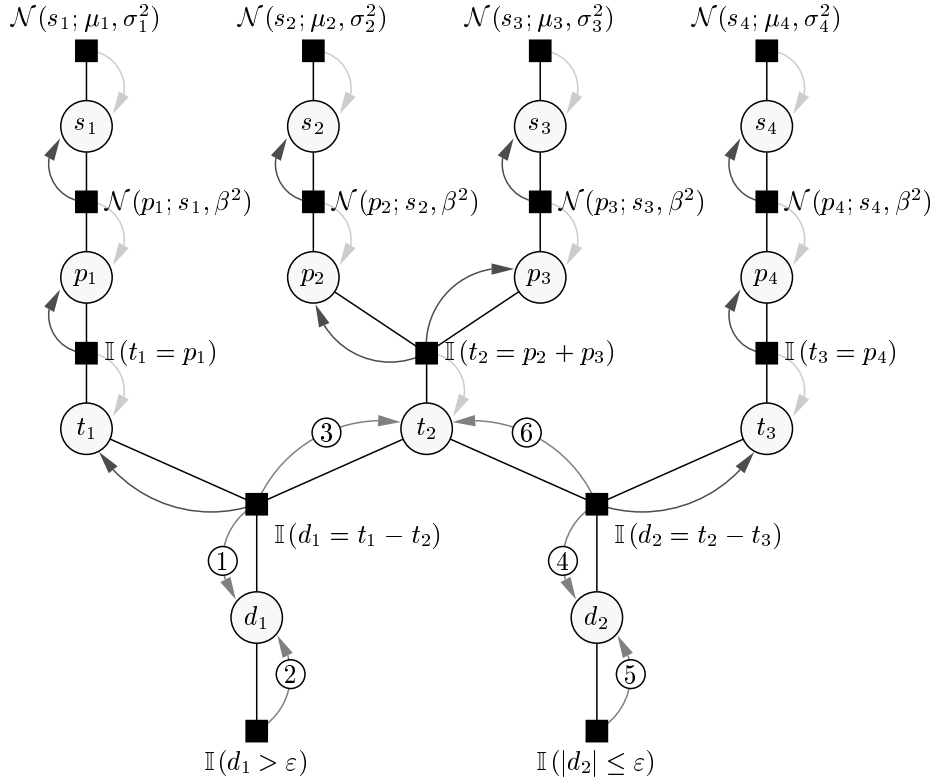 𝒩(s₁; μ₁, σ₁²) 𝒩(s₂; μ₂, σ₂²) 𝒩(s₃; μ₃, σ₃²) 𝒩(s₄; μ₄, σ₄²)
s₁ s₂ s₃ s₄
𝒩(p₁; s₁, β²) 𝒩(p₂; s₂, β²) 𝒩(p₃; s₃, β²) 𝒩(p₄; s₄, β²)
p₁ p₂ p₃ p₄
𝕀(t₁ = p₁) 𝕀(t₂ = p₂ + p₃) 𝕀(t₃ = p₄)
t₁ 3 t₂ 6 t₃
𝕀(d₁ = t₁ − t₂) 𝕀(d₂ = t₂ − t₃)
1 4
d₁ d₂
2 5
𝕀(d₁ > ε) 𝕀(|d₂| ≤ ε)